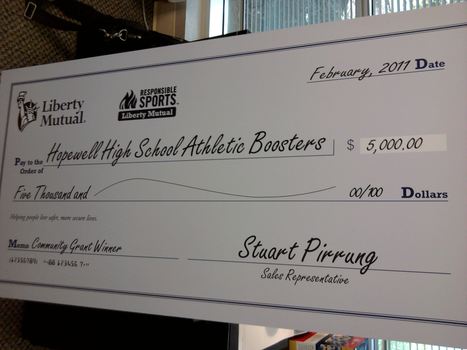 February, 2011 Date
Liberty
Mutual®
RESPONSIBLE
SPORTS™
Liberty Mutual
Pay to the
Order of
Hopewell High School Athletic Boosters $ 5,000.00
Five Thousand and 00/100 Dollars
Helping people live safer, more secure lives.
Memo Community Grant Winner
Stuart Pirrung
Sales Representative